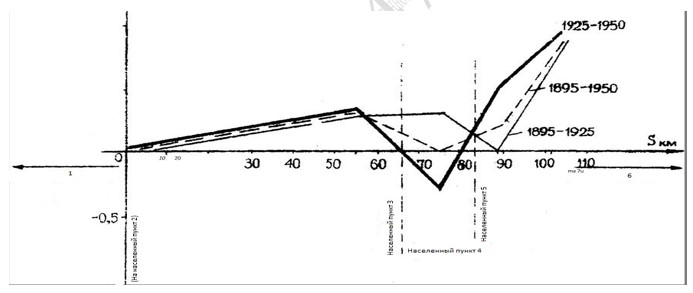 1925-1950
1895-1950
1895-1925
S км
0 10 20 30 40 50 60 70 80 90 100 110
1
6
-0,5
(На населенный пункт 2)
Населенный пункт 3
Населенный пункт 4
Населенный пункт 5